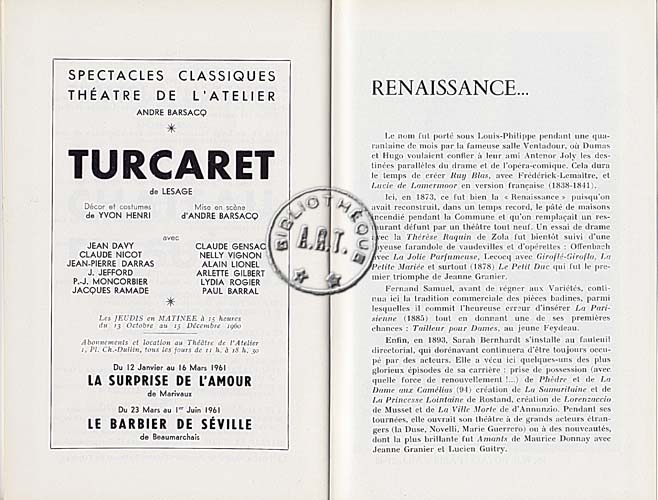 SPECTACLES CLASSIQUES
THÉATRE DE L'ATELIER
ANDRE BARSACQ
TURCARET
de LESAGE
Décor et costumes
de YVON HENRI
Mise en scène
d'ANDRE BARSACQ
avec
JEAN DAVY
CLAUDE NICOT
JEAN-PIERRE DARRAS
J. JEFFORD
P.-J. MONCORBIER
JACQUES RAMADE
CLAUDE GENSAC
NELLY VIGNON
ALAIN LIONEL
ARLETTE GILBERT
LYDIA ROGIER
PAUL BARRAL
Les JEUDIS en MATINEE à 15 heures
du 13 Octobre au 15 Décembre 1960
Abonnements et location au Théâtre de l'Atelier
1, Pl. Ch.-Dullin, tous les jours de 11 h. à 18 h. 30
Du 12 Janvier au 16 Mars 1961
LA SURPRISE DE L'AMOUR
de Marivaux
Du 23 Mars au 1er Juin 1961
LE BARBIER DE SÉVILLE
de Beaumarchais
BIBLIOTHÈQUE
A.R.T.
RENAISSANCE...
Le nom fut porté sous Louis-Philippe pendant une qua-
rantaine de mois par la fameuse salle Ventadour, où Dumas
et Hugo voulaient confier à leur ami Antenor Joly les des-
tinées parallèles du drame et de l'opéra-comique. Cela dura
le temps de créer Ruy Blas, avec Frédérick-Lemaître, et
Lucie de Lamermoor en version française (1838-1841).
Ici, en 1873, ce fut bien la « Renaissance » puisqu'on
avait reconstruit, dans un temps record, le pâté de maisons
incendié pendant la Commune et qu'on remplaçait un res-
taurant défunt par un théâtre tout neuf. Un essai de drame
avec la Thérèse Raquin de Zola fut bientôt suivi d'une
joyeuse farandole de vaudevilles et d'opérettes : Offenbach
avec La Jolie Parfumeuse, Lecocq avec Giroflé-Girofla, La
Petite Mariée et surtout (1878) Le Petit Duc qui fut le pre-
mier triomphe de Jeanne Granier.
Fernand Samuel, avant de régner aux Variétés, conti-
nua ici la tradition commerciale des pièces badines, parmi
lesquelles il commit l'heureuse erreur d'insérer La Pari-
sienne (1885) tout en donnant une de ses premières
chances : Tailleur pour Dames, au jeune Feydeau.
Enfin, en 1893, Sarah Bernhardt s'installe au fauteuil
directorial, qui dorénavant continuera d'être toujours occu-
pé par des acteurs. Elle a vécu ici quelques-uns des plus
glorieux épisodes de sa carrière : prise de possession (avec
quelle force de renouvellement !...) de Phèdre et de La
Dame aux Camélias (94) création de La Samaritaine et de
La Princesse Lointaine de Rostand, création de Lorenzaccio
de Musset et de La Ville Morte de d'Annunzio. Pendant ses
tournées, elle ouvrait son théâtre à de grands acteurs étran-
gers (la Duse, Novelli, Marie Guerrero) ou à des nouveautés,
dont la plus brillante fut Amants de Maurice Donnay avec
Jeanne Granier et Lucien Guitry.